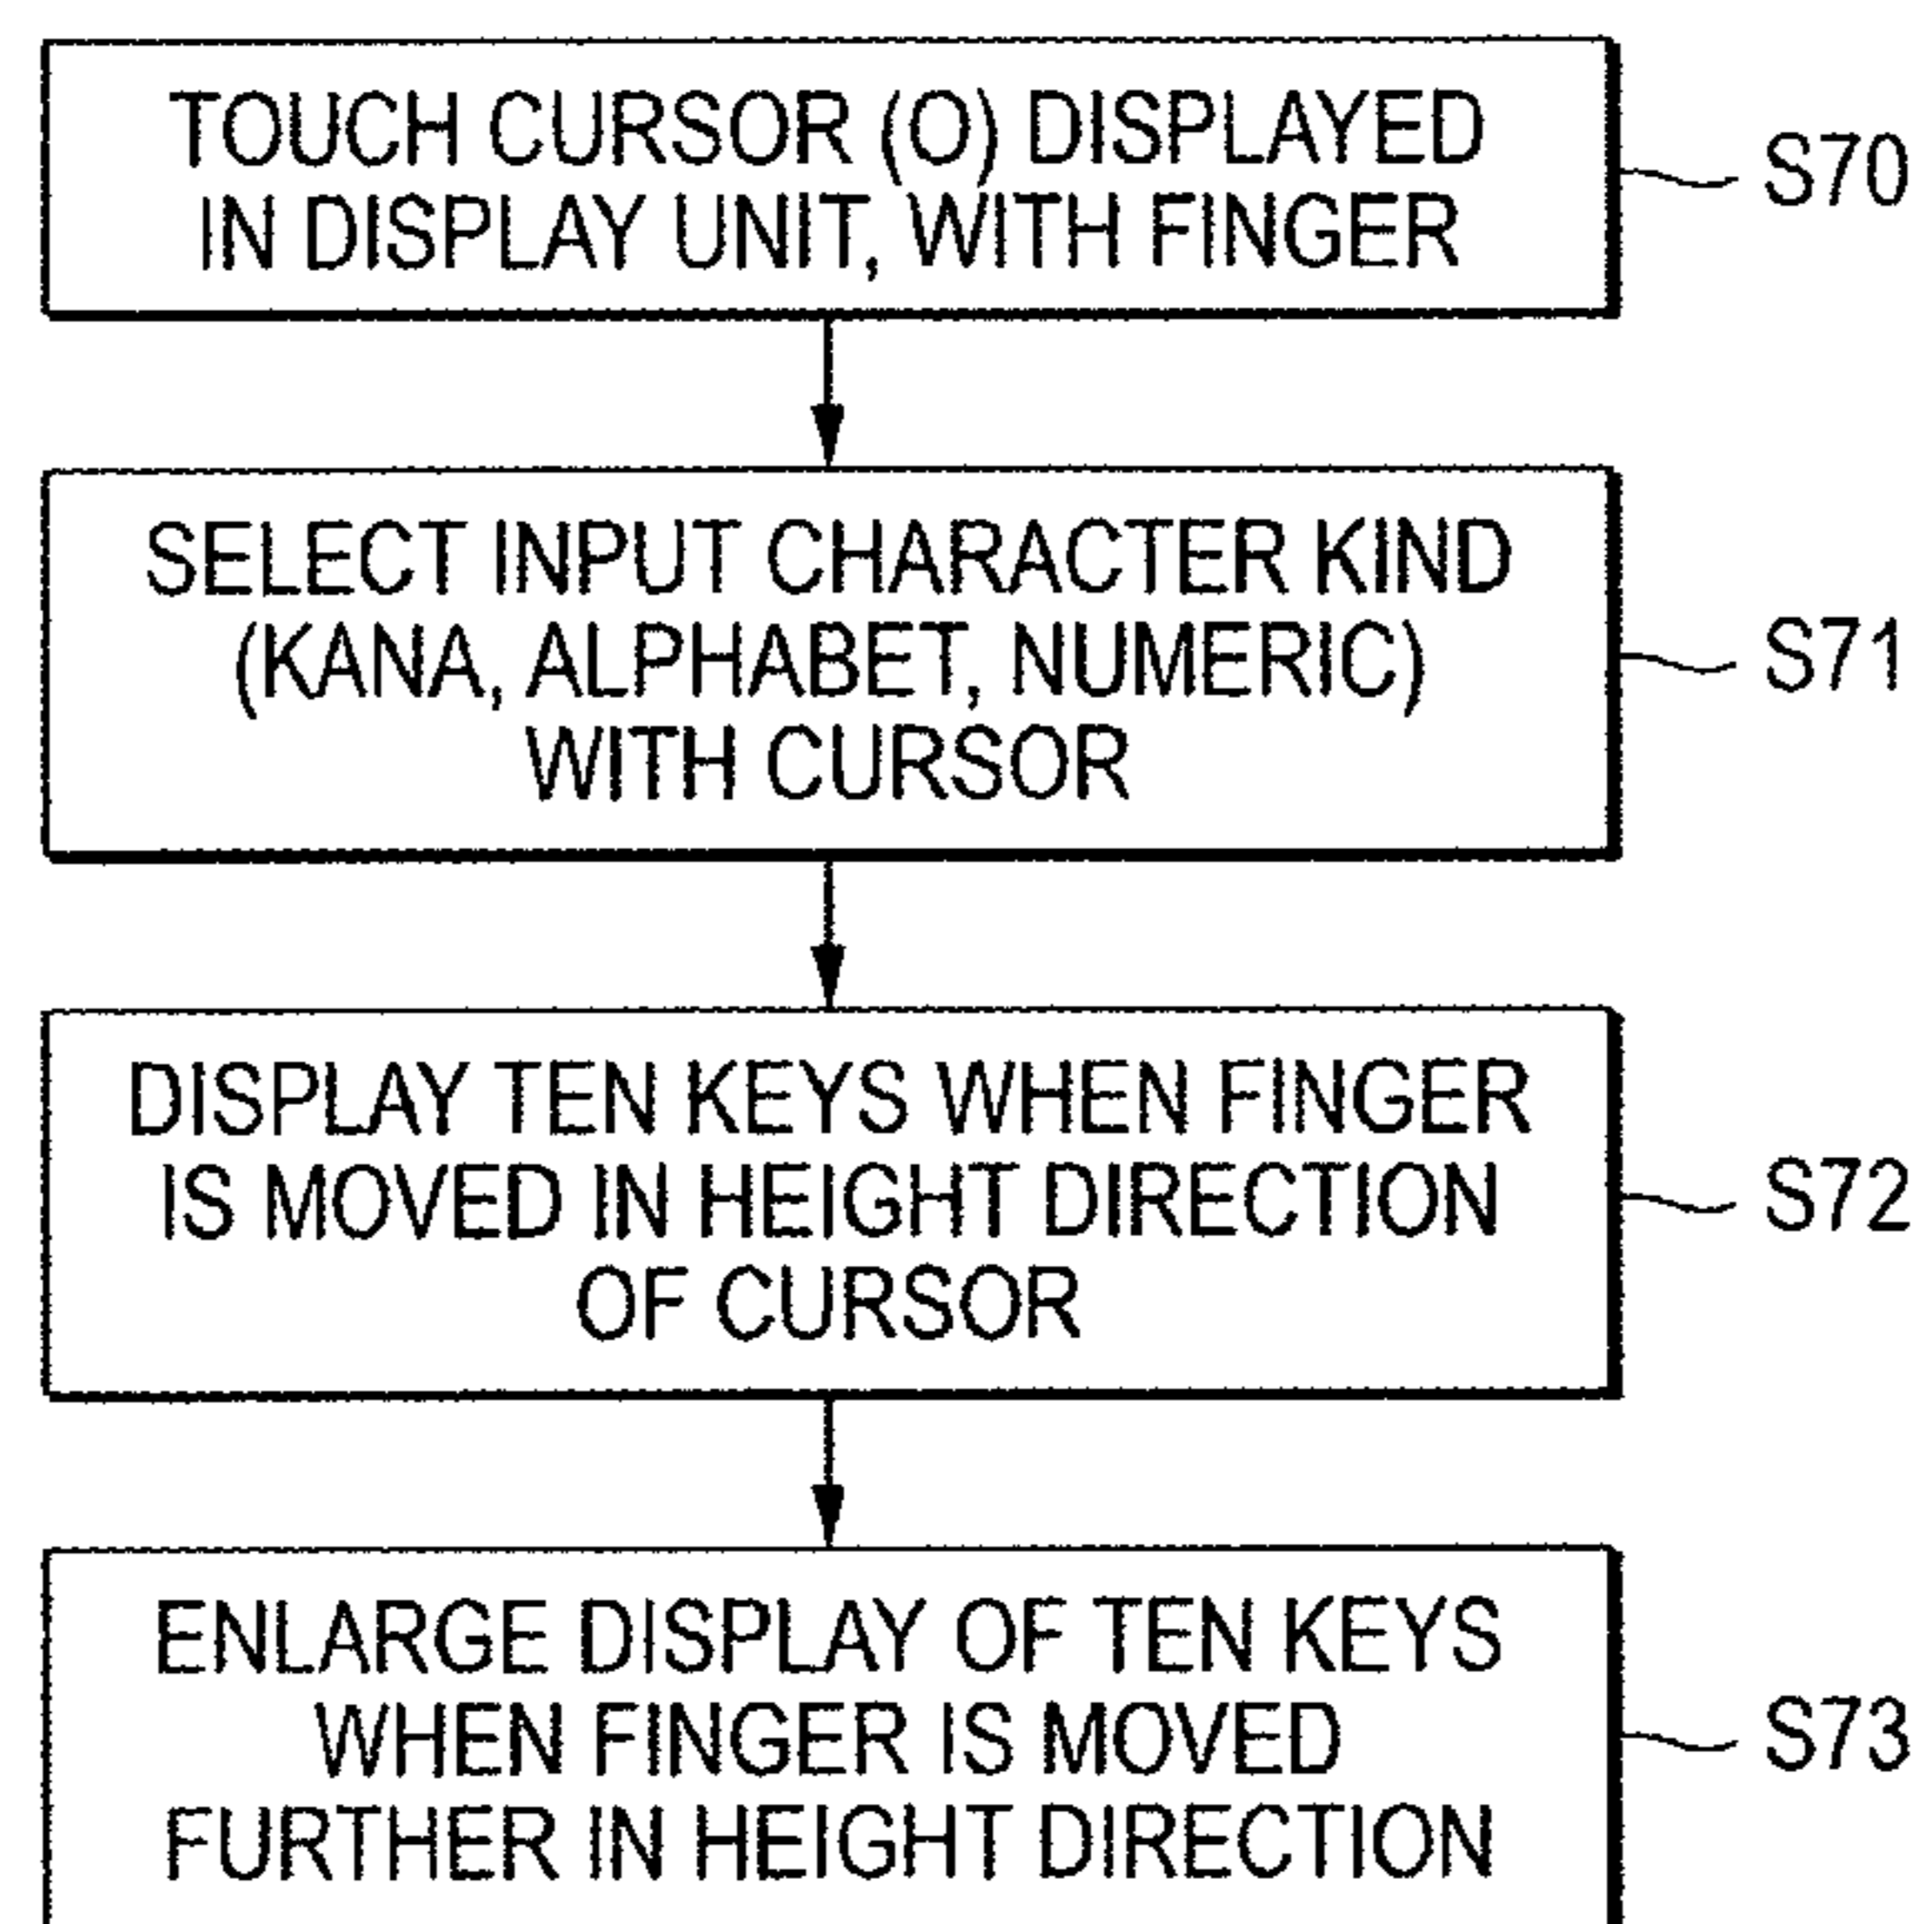 TOUCH CURSOR (O) DISPLAYED
IN DISPLAY UNIT, WITH FINGER
S70
SELECT INPUT CHARACTER KIND
(KANA, ALPHABET, NUMERIC)
WITH CURSOR
S71
DISPLAY TEN KEYS WHEN FINGER
IS MOVED IN HEIGHT DIRECTION
OF CURSOR
S72
ENLARGE DISPLAY OF TEN KEYS
WHEN FINGER IS MOVED
FURTHER IN HEIGHT DIRECTION
S73